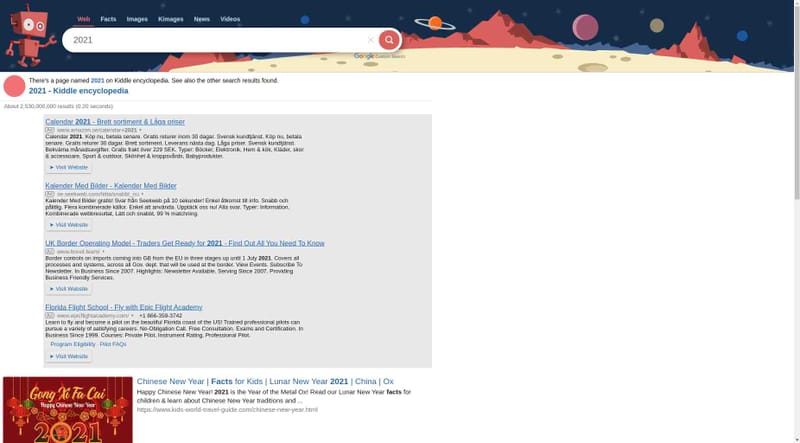 Web Facts Images Kimages News Videos
2021
Google Custom Search
There's a page named 2021 on Kiddle encyclopedia. See also the other search results found.
2021 - Kiddle encyclopedia
About 2,530,000,000 results (0.20 seconds)
Calendar 2021 - Brett sortiment & Låga priser
Ad www.amazon.se/calendar+2021
Calendar 2021. Köp nu, betala senare. Gratis returer inom 30 dagar. Svensk kundtjänst. Köp nu, betala
senare. Gratis returer 30 dagar. Brett sortiment. Leverans nästa dag. Låga priser. Svensk kundtjänst.
Bekväma månadsavgifter. Gratis frakt över 229 SEK. Typer: Böcker, Elektronik, Hem & kök, Kläder, skor
& accessoare, Sport & outdoor, Skönhet & kroppsvård, Babyprodukter.
➤ Visit Website
Kalender Med Bilder - Kalender Med Bilder
Ad se.seekweb.com/hitta/snabbt_nu
Kalender Med Bilder gratis! Svar från Seekweb på 10 sekunder! Enkel åtkomst till info. Snabb och
pålitlig. Flera kombinerade källor. Enkel att använda. Upptäck oss nu! Alla svar. Typer: Information,
Kombinerade webbresultat, Lätt och snabbt, 99 % matchning.
➤ Visit Website
UK Border Operating Model - Traders Get Ready for 2021 - Find Out All You Need To Know
Ad
Border controls on imports coming into GB from the EU in three stages up until 1 July 2021. Covers all
processes and systems, across all Gov. dept. that will be used at the border. View Events. Subscribe To
Newsletter. In Business Since 2007. Highlights: Newsletter Available, Serving Since 2007, Providing
Business Friendly Services.
➤ Visit Website
Florida Flight School - Fly with Epic Flight Academy
Ad www.epicflightacademy.com/ +1 866-359-3742
Learn to fly and become a pilot on the beautiful Florida coast of the US! Trained professional pilots can
pursue a variety of satisfying careers. No-Obligation Call. Free Consultation. Exams and Certification. In
Business Since 1999. Courses: Private Pilot, Instrument Rating, Professional Pilot.
Program Eligibility · Pilot FAQs
➤ Visit Website
Gong Xi Fa Cai
Happy Chinese New Year
2021
Chinese New Year | Facts for Kids | Lunar New Year 2021 | China | Ox
Happy Chinese New Year! 2021 is the Year of the Metal Ox! Read our Lunar New Year facts for
children & learn about Chinese New Year traditions and ...
https://www.kids-world-travel-guide.com/chinese-new-year.html